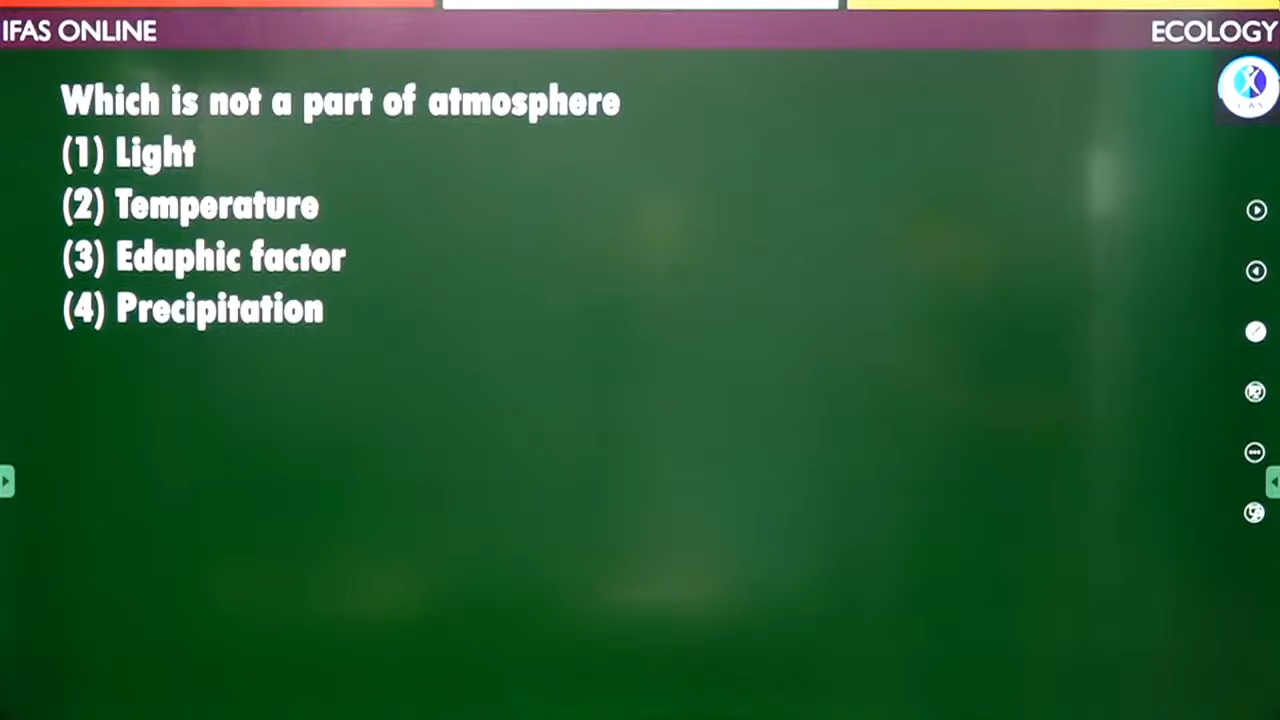 IFAS ONLINE
ECOLOGY
Which is not a part of atmosphere
(1) Light
(2) Temperature
(3) Edaphic factor
(4) Precipitation